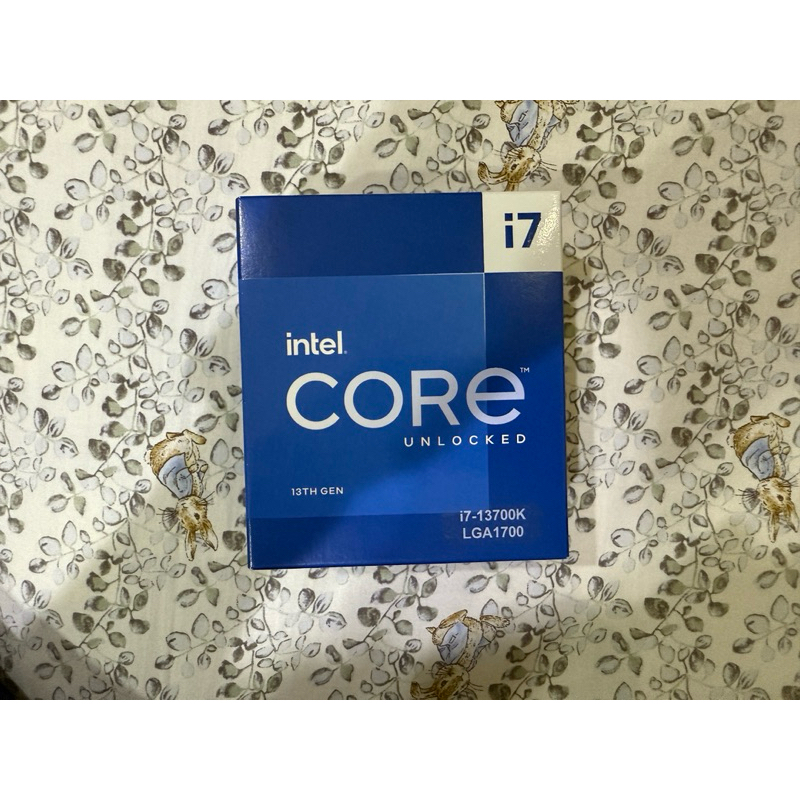 i7
intel.
CORE™
UNLOCKED
13TH GEN
i7-13700K
LGA1700